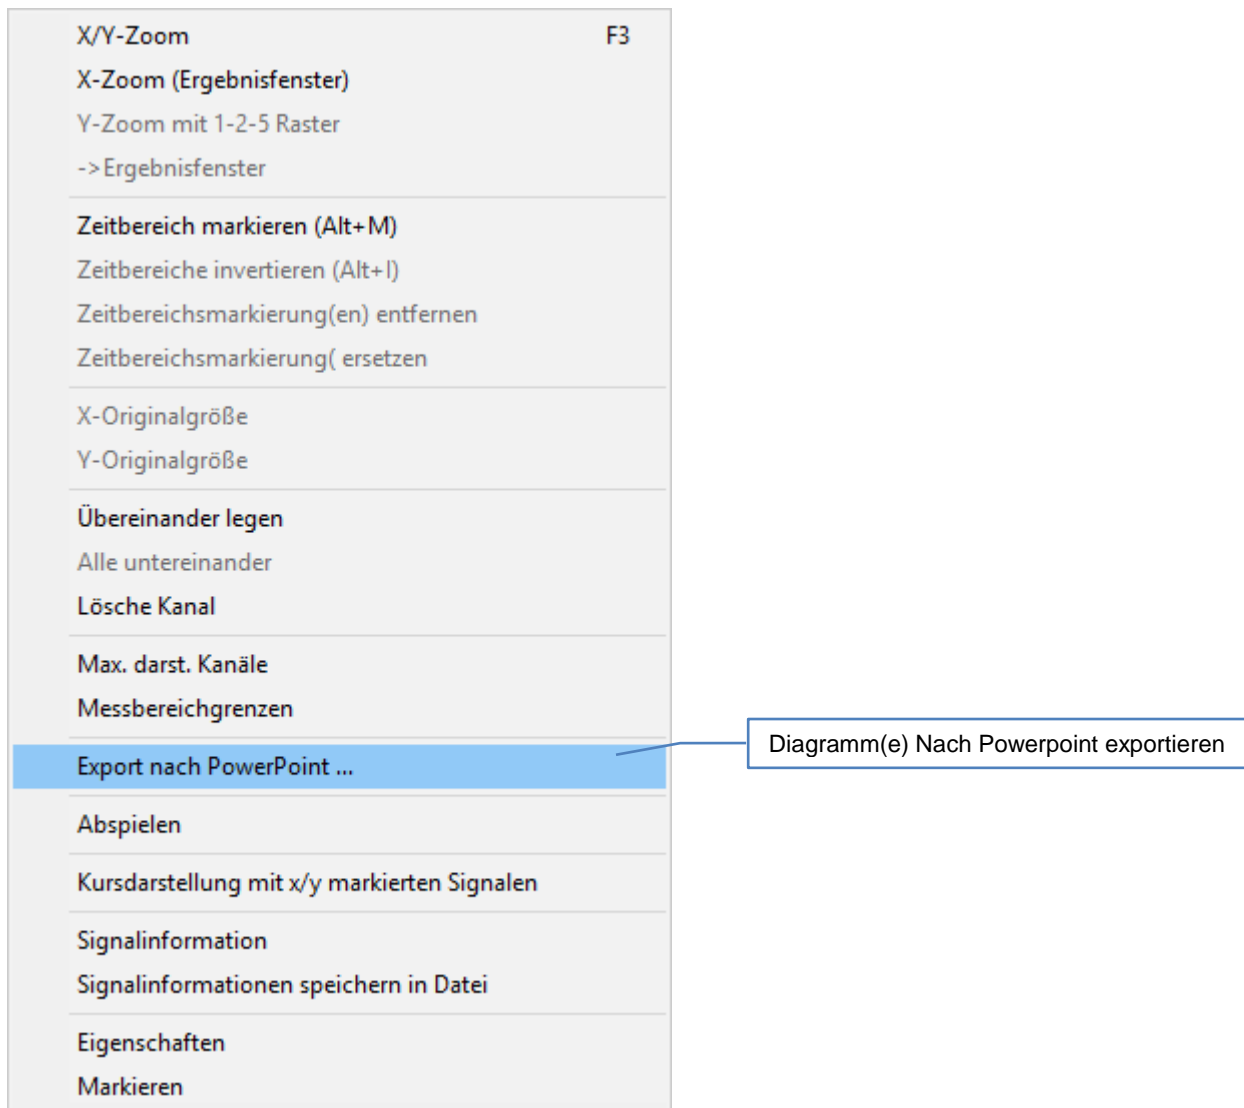 X/Y-Zoom F3
X-Zoom (Ergebnisfenster)
Y-Zoom mit 1-2-5 Raster
->Ergebnisfenster
Zeitbereich markieren (Alt+M)
Zeitbereiche invertieren (Alt+I)
Zeitbereichsmarkierung(en) entfernen
Zeitbereichsmarkierung( ersetzen
X-Originalgröße
Y-Originalgröße
Übereinander legen
Alle untereinander
Lösche Kanal
Max. darst. Kanäle
Messbereichgrenzen
Export nach PowerPoint ...
Diagramm(e) Nach Powerpoint exportieren
Abspielen
Kursdarstellung mit x/y markierten Signalen
Signalinformation
Signalinformationen speichern in Datei
Eigenschaften
Markieren